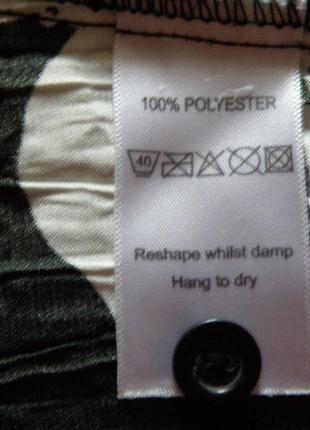 100% POLYESTER
40
Reshape whilst damp
Hang to dry